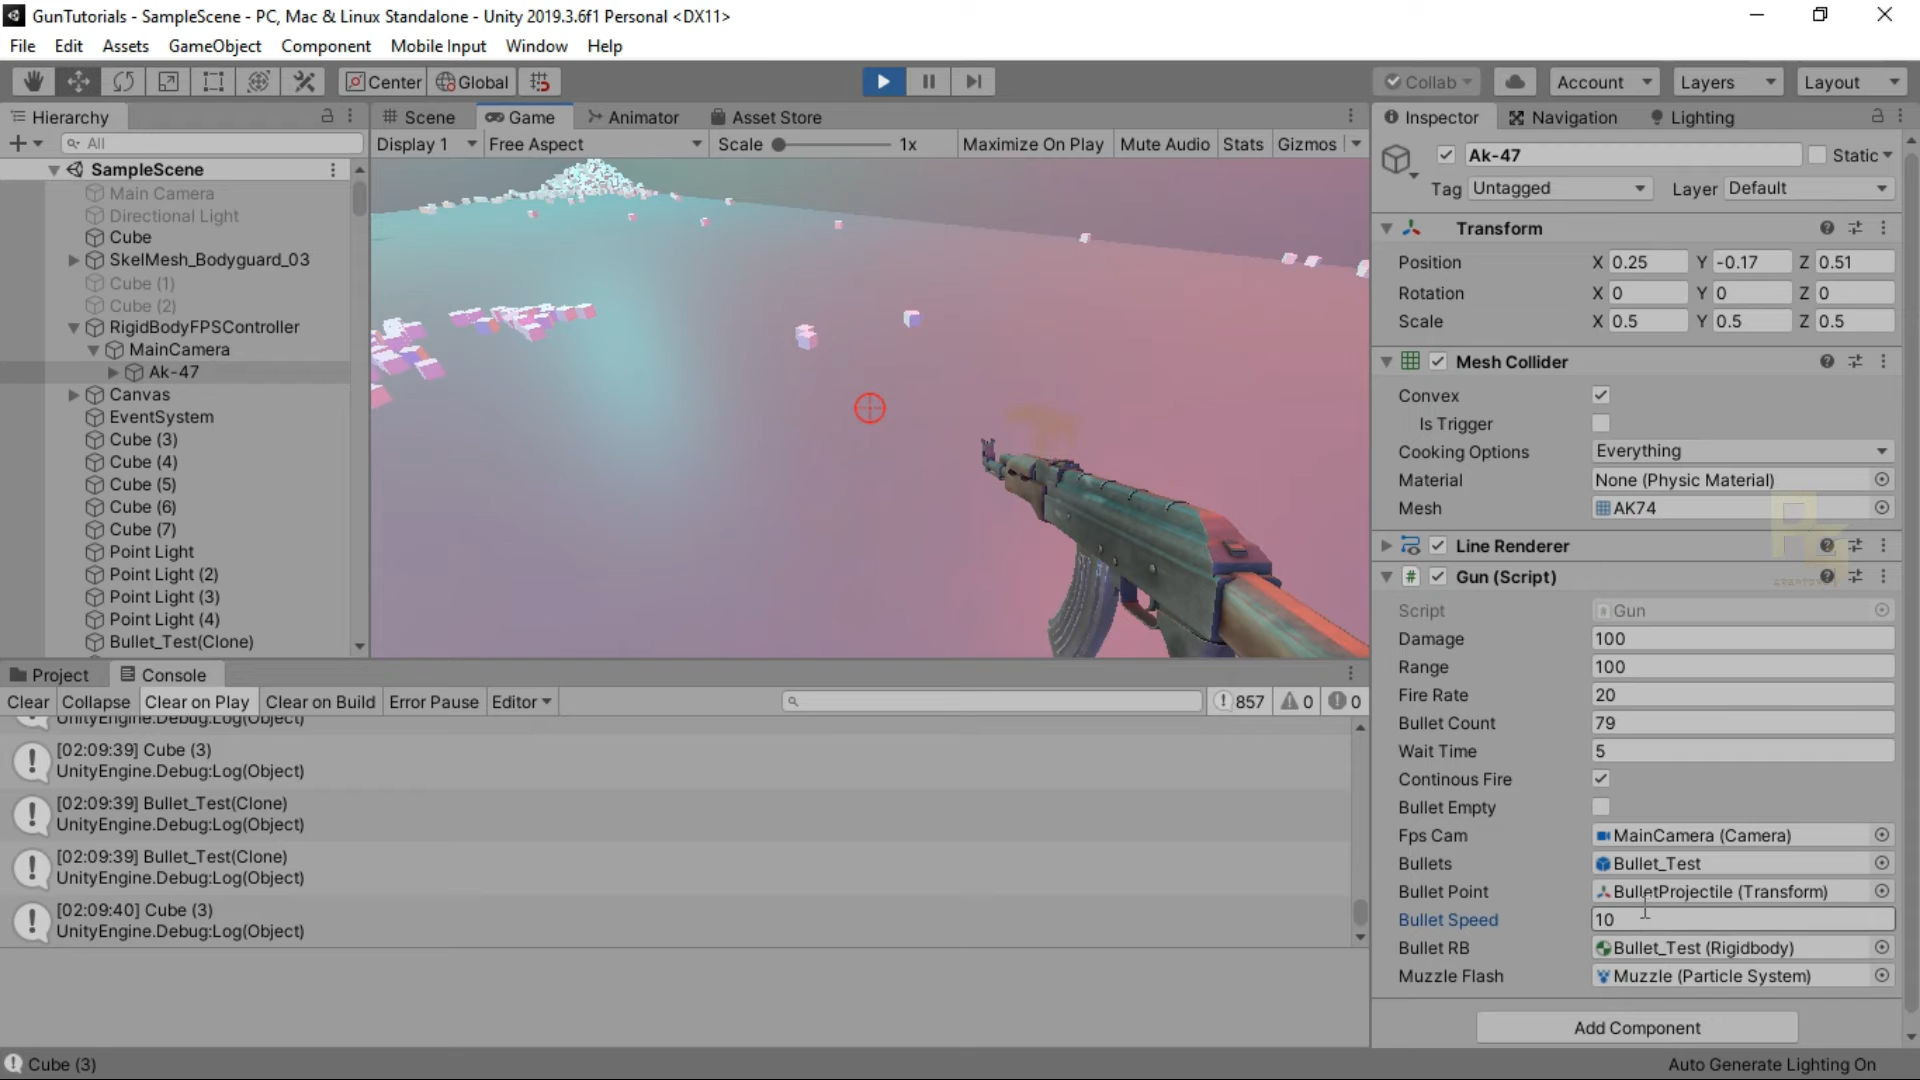 GunTutorials - SampleScene - PC, Mac & Linux Standalone - Unity 2019.3.6f1 Personal <DX11>
File Edit Assets GameObject Component Mobile Input Window Help
Center Global Collab Account Layers Layout
Hierarchy
Scene Game Animator Asset Store
Inspector Navigation Lighting
All
Display 1 Free Aspect Scale 1x Maximize On Play Mute Audio Stats Gizmos
SampleScene
Main Camera
Directional Light
Cube
SkelMesh_Bodyguard_03
Cube (1)
Cube (2)
RigidBodyFPSController
MainCamera
Ak-47
Canvas
EventSystem
Cube (3)
Cube (4)
Cube (5)
Cube (6)
Cube (7)
Point Light
Point Light (2)
Point Light (3)
Point Light (4)
Bullet_Test(Clone)
Ak-47 Static
Tag Untagged Layer Default
Transform
Position X 0.25 Y -0.17 Z 0.51
Rotation X 0 Y 0 Z 0
Scale X 0.5 Y 0.5 Z 0.5
Mesh Collider
Convex
Is Trigger
Cooking Options Everything
Material None (Physic Material)
Mesh AK74
Line Renderer
Gun (Script)
Script Gun
Damage 100
Range 100
Fire Rate 20
Bullet Count 79
Wait Time 5
Continous Fire
Bullet Empty
Fps Cam MainCamera (Camera)
Bullets Bullet_Test
Bullet Point BulletProjectile (Transform)
Bullet Speed 10
Bullet RB Bullet_Test (Rigidbody)
Muzzle Flash Muzzle (Particle System)
Add Component
Project Console
Clear Collapse Clear on Play Clear on Build Error Pause Editor 857 0 0
UnityEngine.Debug:Log(Object)
[02:09:39] Cube (3)
UnityEngine.Debug:Log(Object)
[02:09:39] Bullet_Test(Clone)
UnityEngine.Debug:Log(Object)
[02:09:39] Bullet_Test(Clone)
UnityEngine.Debug:Log(Object)
[02:09:40] Cube (3)
UnityEngine.Debug:Log(Object)
Cube (3)
Auto Generate Lighting On